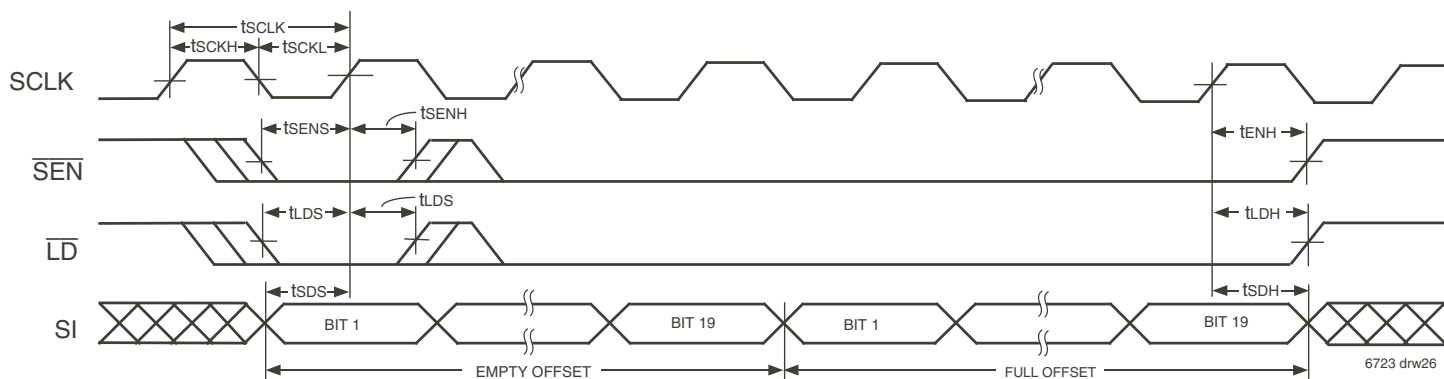 tSCLK
tSCKH
tSCKL
SCLK
tSENS
tSENH
tENH
SEN
tLDS
tLDS
tLDH
LD
tSDS
tSDH
SI
BIT 1
BIT 19
BIT 1
BIT 19
EMPTY OFFSET
FULL OFFSET
6723 drw26